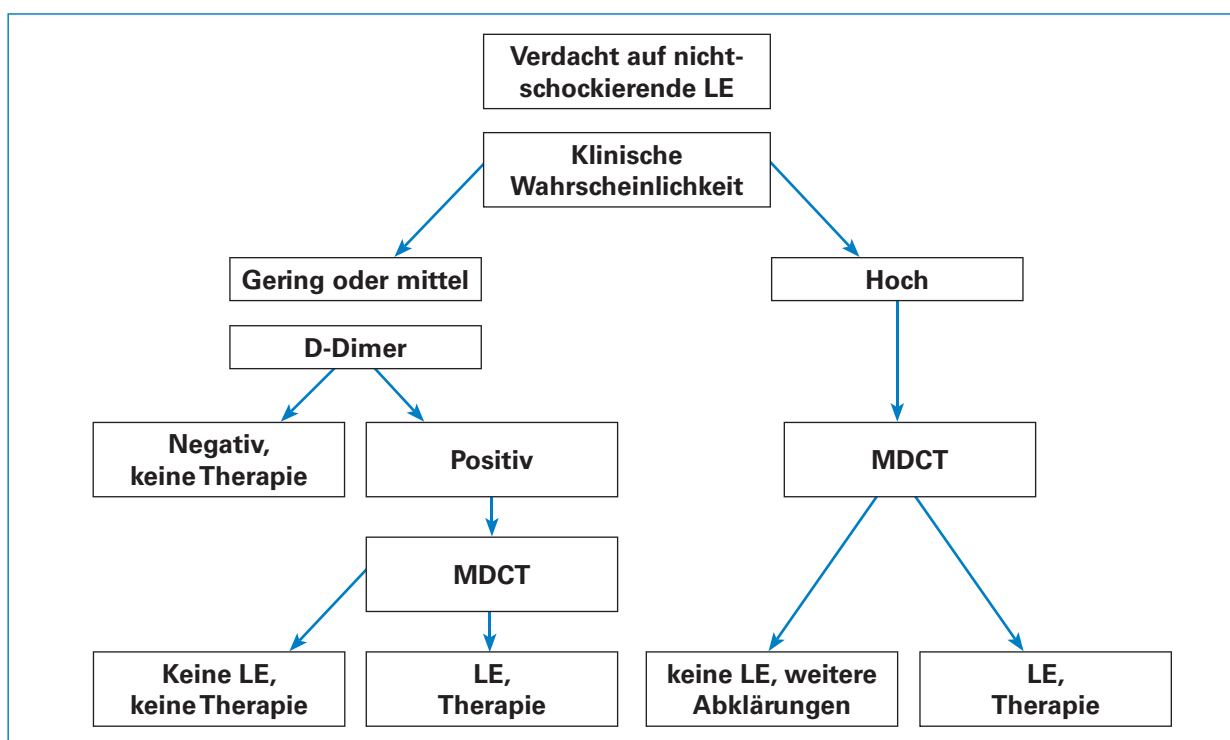 Verdacht auf nicht-
schockierende LE
Klinische
Wahrscheinlichkeit
Gering oder mittel
Hoch
D-Dimer
Negativ,
keine Therapie
Positiv
MDCT
MDCT
Keine LE,
keine Therapie
LE,
Therapie
keine LE, weitere
Abklärungen
LE,
Therapie